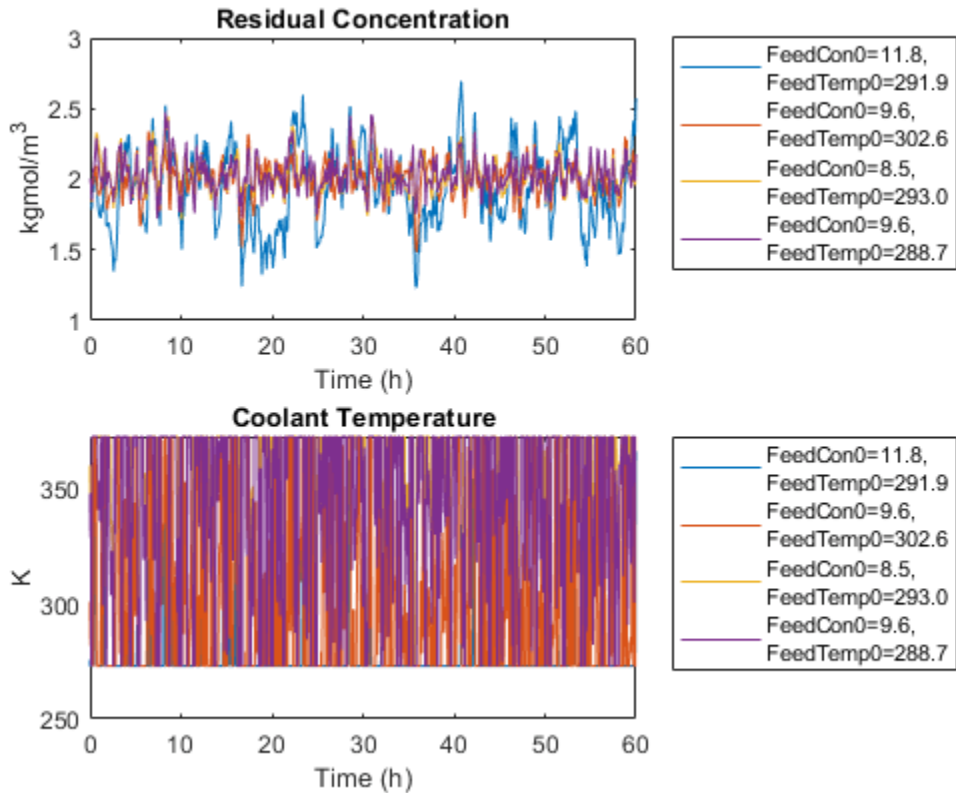 Residual Concentration
3
2.5
2
1.5
1
kgmol/m³
0 10 20 30 40 50 60
Time (h)
FeedCon0=11.8,
FeedTemp0=291.9
FeedCon0=9.6,
FeedTemp0=302.6
FeedCon0=8.5,
FeedTemp0=293.0
FeedCon0=9.6,
FeedTemp0=288.7
Coolant Temperature
350
300
250
K
0 10 20 30 40 50 60
Time (h)
FeedCon0=11.8,
FeedTemp0=291.9
FeedCon0=9.6,
FeedTemp0=302.6
FeedCon0=8.5,
FeedTemp0=293.0
FeedCon0=9.6,
FeedTemp0=288.7